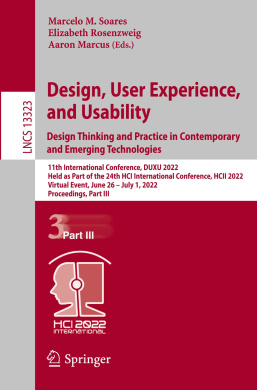 Marcelo M. Soares
Elizabeth Rosenzweig
Aaron Marcus (Eds.)
LNCS 13323
Design, User Experience,
and Usability
Design Thinking and Practice in Contemporary
and Emerging Technologies
11th International Conference, DUXU 2022
Held as Part of the 24th HCI International Conference, HCII 2022
Virtual Event, June 26 – July 1, 2022
Proceedings, Part III
3 Part III
HCI 2022
INTERNATIONAL
Springer